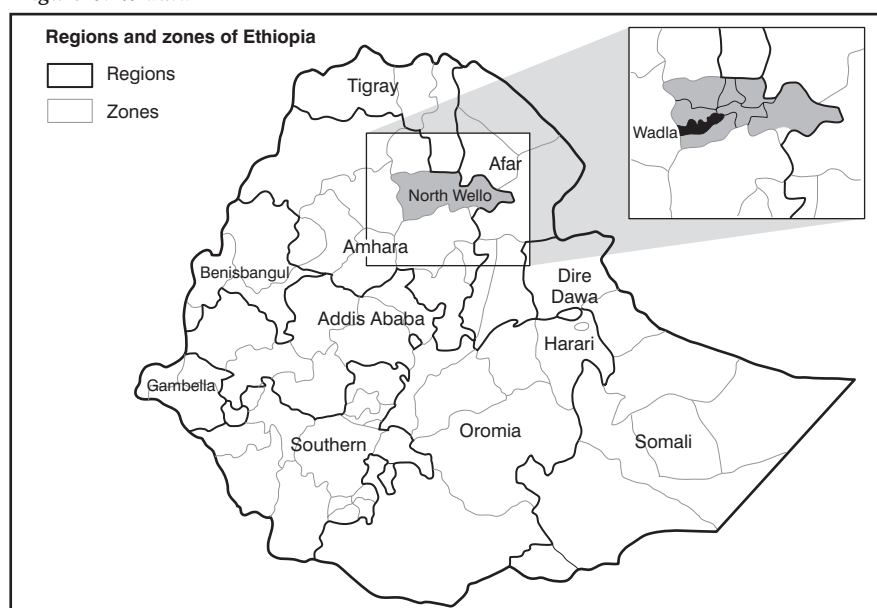 Regions and zones of Ethiopia
Regions
Zones
Tigray
Afar
North Wello
Wadla
Amhara
Benisbangul
Dire
Dawa
Addis Ababa
Harari
Gambella
Southern
Oromia
Somali